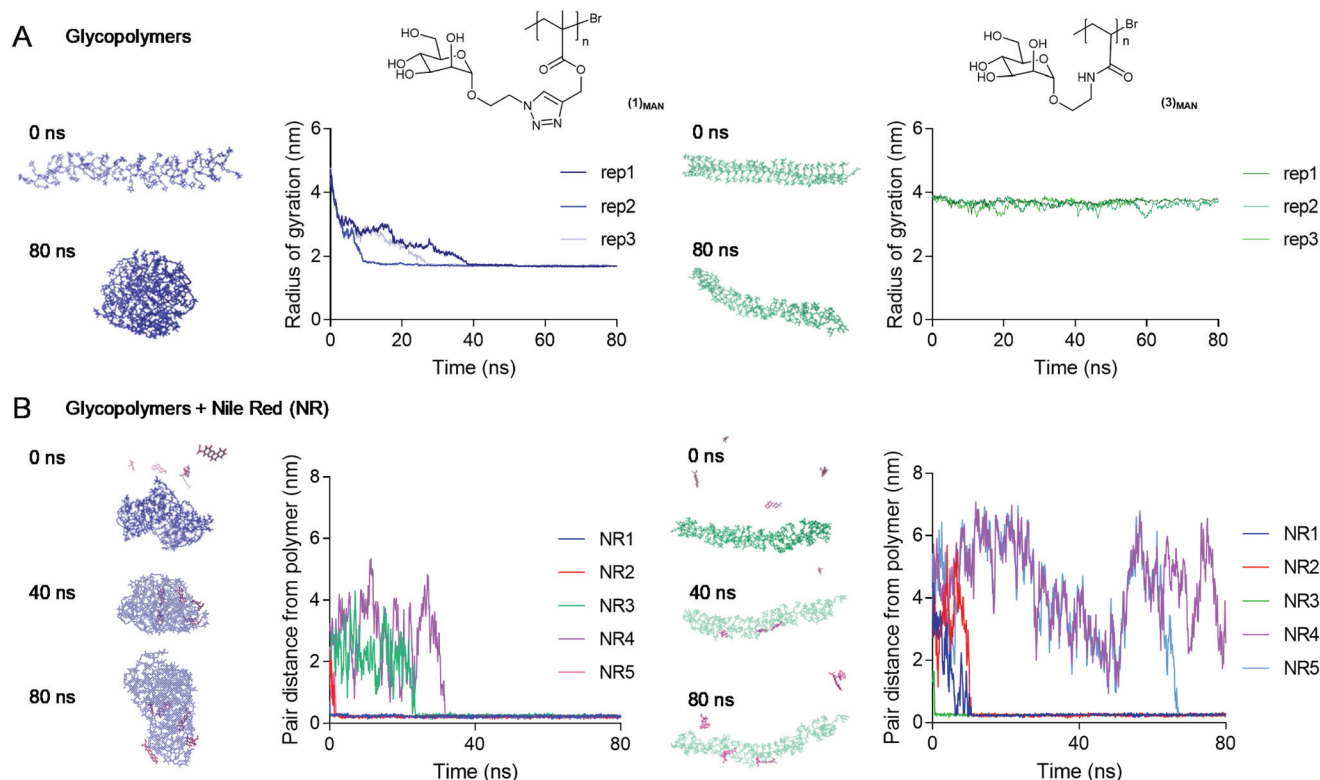 A Glycopolymers
Br
n
HO
OH
HO
HO
O
O
O
O
N
N=N
(1)MAN
Br
n
HO
OH
HO
HO
O
O
HN
O
(3)MAN
0 ns
80 ns
Radius of gyration (nm)
6
4
2
0
0 20 40 60 80
Time (ns)
rep1
rep2
rep3
0 ns
80 ns
Radius of gyration (nm)
6
4
2
0
0 20 40 60 80
Time (ns)
rep1
rep2
rep3
B Glycopolymers + Nile Red (NR)
0 ns
40 ns
80 ns
Pair distance from polymer (nm)
8
6
4
2
0
0 40 80
Time (ns)
NR1
NR2
NR3
NR4
NR5
0 ns
40 ns
80 ns
Pair distance from polymer (nm)
8
6
4
2
0
0 40 80
Time (ns)
NR1
NR2
NR3
NR4
NR5